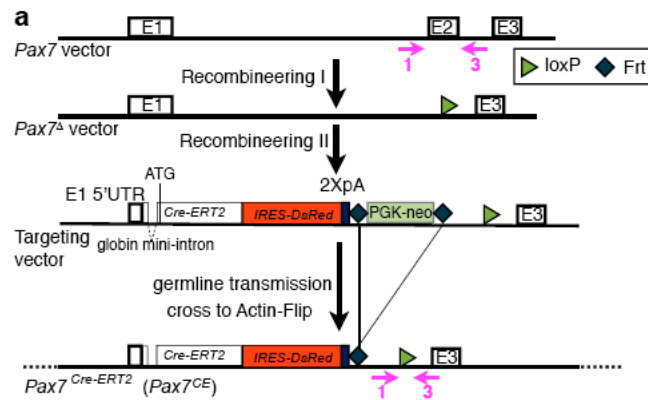 a
E1 E2 E3
Pax7 vector
1 3
loxP Frt
Recombineering I
E1 E3
Pax7Δ vector
Recombineering II
ATG
2XpA
E1 5'UTR
Cre-ERT2 IRES-DsRed PGK-neo E3
Targeting
vector
globin mini-intron
germline transmission
cross to Actin-Flip
Cre-ERT2 IRES-DsRed E3
Pax7 Cre-ERT2 (Pax7CE)
1 3